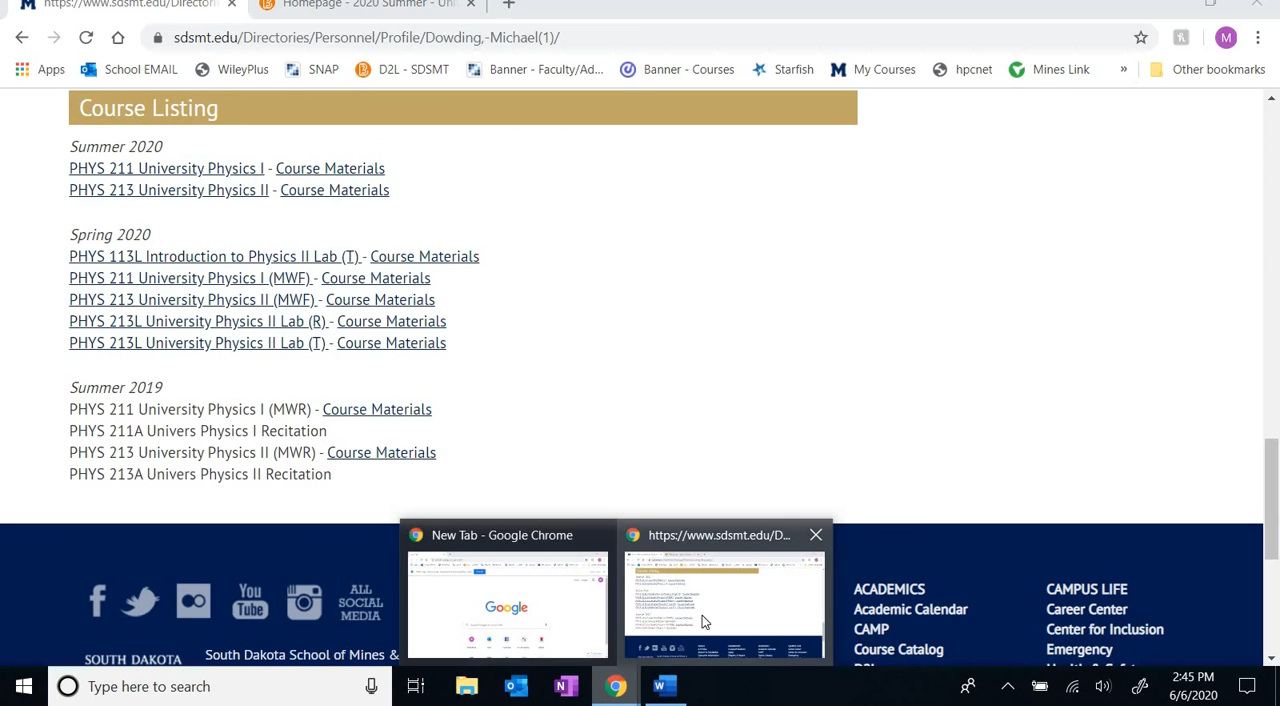 https://www.sdsmt.edu/Director
Homepage - 2020 Summer - Uni
sdsmt.edu/Directories/Personnel/Profile/Dowding,-Michael(1)/
M
Apps School EMAIL WileyPlus SNAP D2L - SDSMT Banner - Faculty/Ad... Banner - Courses Starfish My Courses hpcnet Mines Link » Other bookmarks
Course Listing
Summer 2020
PHYS 211 University Physics I - Course Materials
PHYS 213 University Physics II - Course Materials
Spring 2020
PHYS 113L Introduction to Physics II Lab (T) - Course Materials
PHYS 211 University Physics I (MWF) - Course Materials
PHYS 213 University Physics II (MWF) - Course Materials
PHYS 213L University Physics II Lab (R) - Course Materials
PHYS 213L University Physics II Lab (T) - Course Materials
Summer 2019
PHYS 211 University Physics I (MWR) - Course Materials
PHYS 211A Univers Physics I Recitation
PHYS 213 University Physics II (MWR) - Course Materials
PHYS 213A Univers Physics II Recitation
New Tab - Google Chrome
https://www.sdsmt.edu/D...
Google
You Tube
ALL SOCIAL MEDIA
SOUTH DAKOTA
South Dakota School of Mines &
ACADEMICS
Academic Calendar
CAMP
Course Catalog
D2L
CAMPUS LIFE
Career Center
Center for Inclusion
Emergency
Health & Safety
Type here to search
2:45 PM
6/6/2020